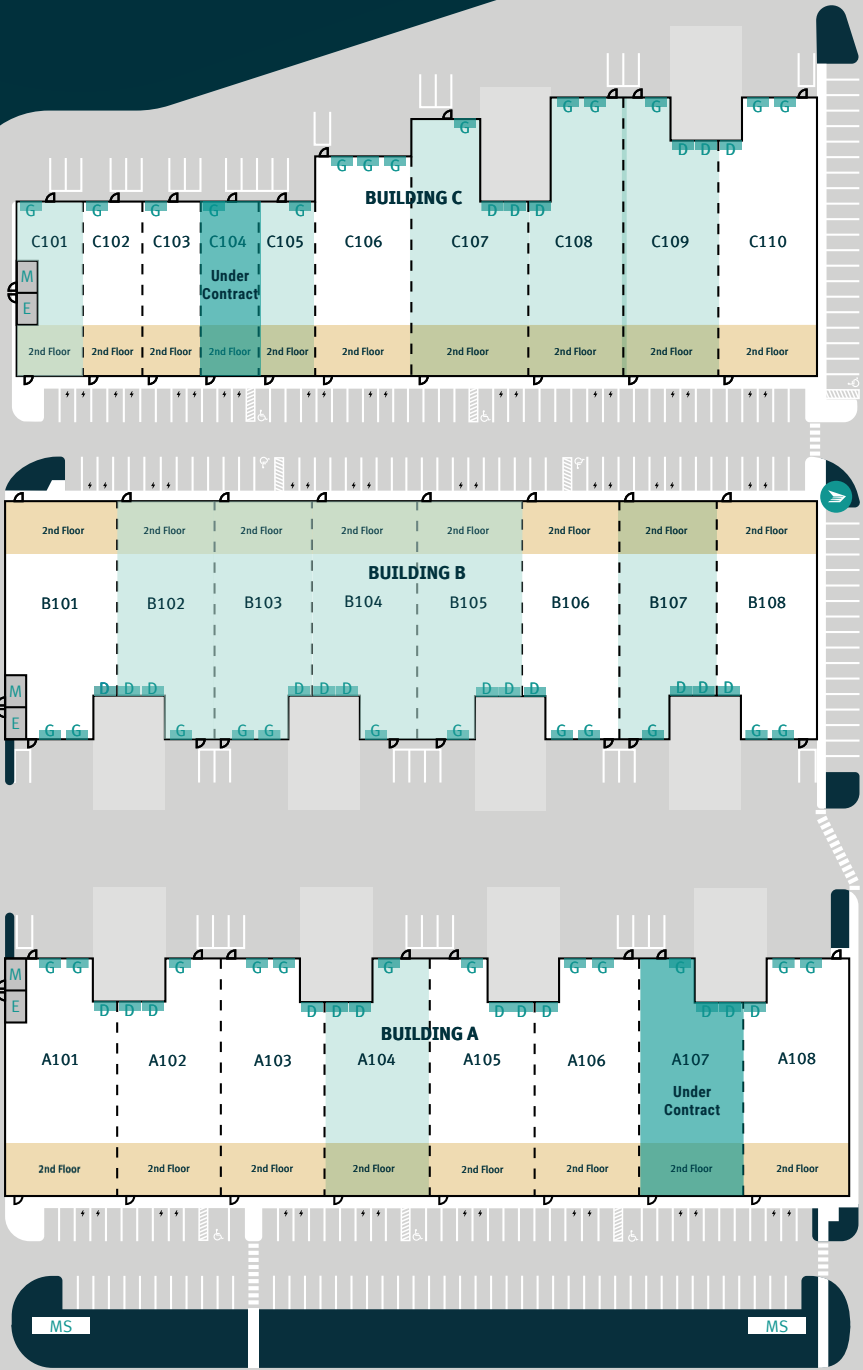 G G G
G G G G
D D D
BUILDING C
G G G G G
D D D
C101 C102 C103 C104 C105 C106 C107 C108 C109 C110
M
Under
Contract
E
2nd Floor 2nd Floor 2nd Floor 2nd Floor 2nd Floor 2nd Floor 2nd Floor 2nd Floor 2nd Floor 2nd Floor
2nd Floor 2nd Floor 2nd Floor 2nd Floor 2nd Floor 2nd Floor 2nd Floor 2nd Floor
BUILDING B
B101 B102 B103 B104 B105 B106 B107 B108
M D D D D D D D D D D D D
E G G G G G G G G G G G G
M G G G G G G G G G G G G
E D D D D D D D D D D D D
BUILDING A
A101 A102 A103 A104 A105 A106 A107 A108
Under
Contract
2nd Floor 2nd Floor 2nd Floor 2nd Floor 2nd Floor 2nd Floor 2nd Floor 2nd Floor
MS MS